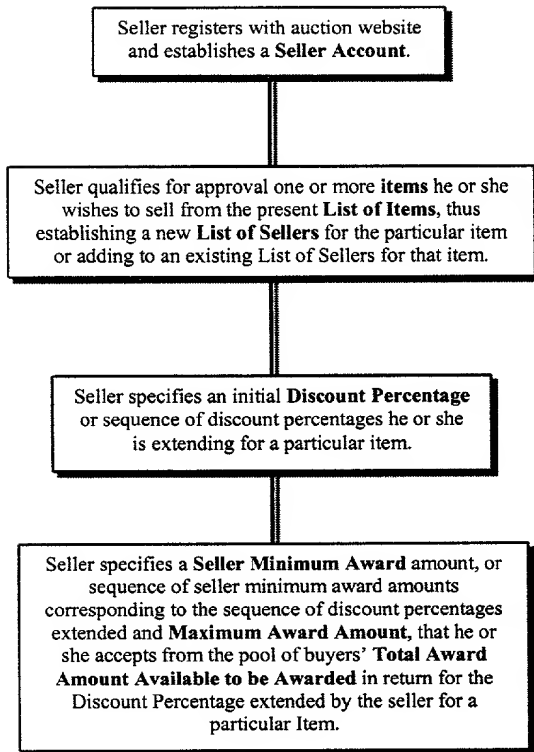 Seller registers with auction website
and establishes a Seller Account.
Seller qualifies for approval one or more items he or she
wishes to sell from the present List of Items, thus
establishing a new List of Sellers for the particular item
or adding to an existing List of Sellers for that item.
Seller specifies an initial Discount Percentage
or sequence of discount percentages he or she
is extending for a particular item.
Seller specifies a Seller Minimum Award amount, or
sequence of seller minimum award amounts
corresponding to the sequence of discount percentages
extended and Maximum Award Amount, that he or
she accepts from the pool of buyers' Total Award
Amount Available to be Awarded in return for the
Discount Percentage extended by the seller for a
particular Item.